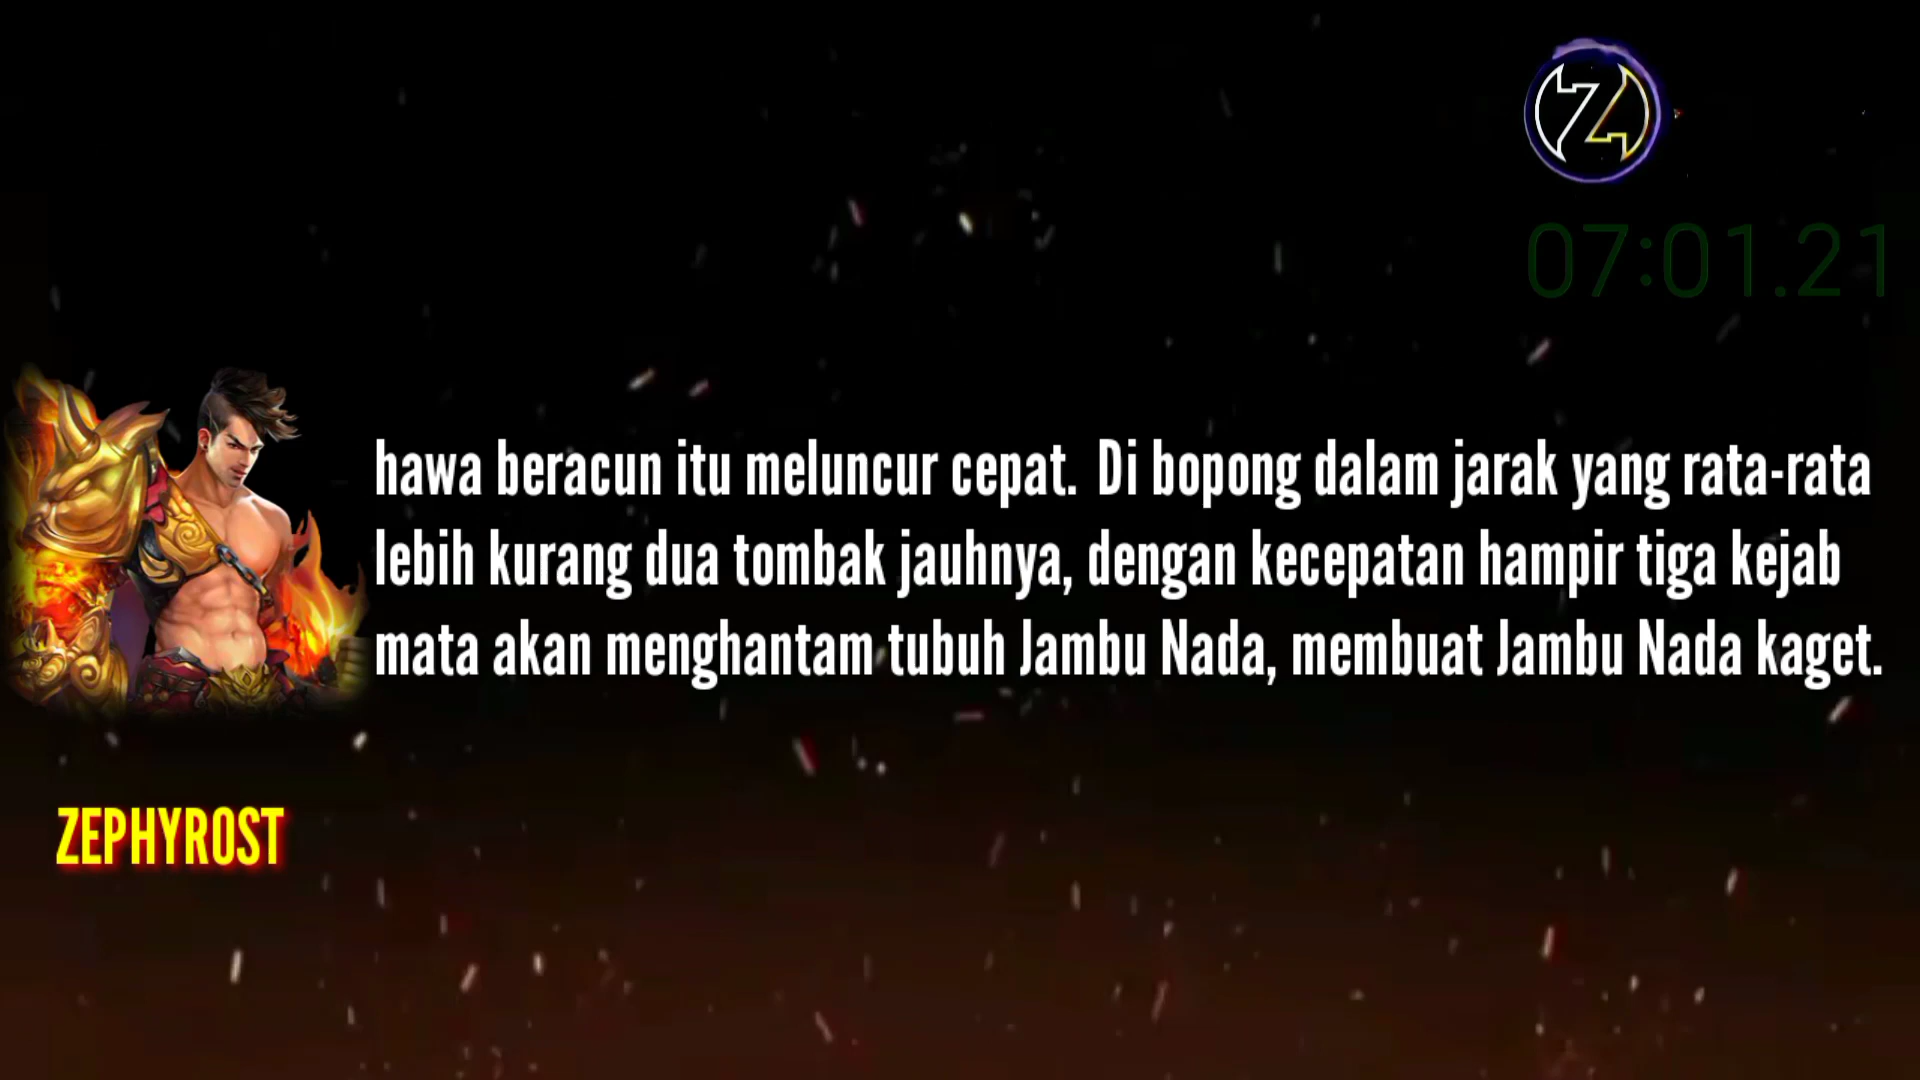 07:01.21
hawa beracun itu meluncur cepat. Di bopong dalam jarak yang rata-rata
lebih kurang dua tombak jauhnya, dengan kecepatan hampir tiga kejab
mata akan menghantam tubuh Jambu Nada, membuat Jambu Nada kaget.
ZEPHYROST